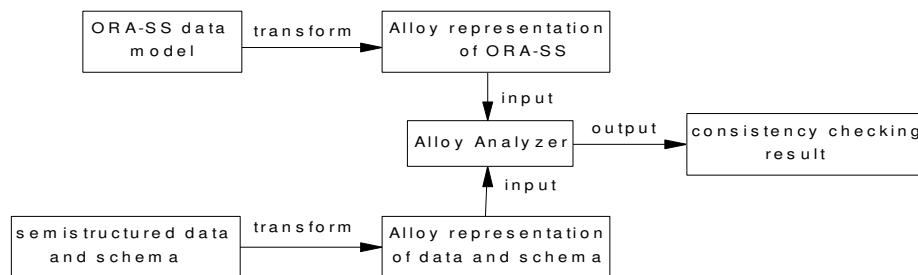 ORA-SS data
model
transform
Alloy representation
of ORA-SS
input
Alloy Analyzer
output
consistency checking
result
input
semistructured data
and schema
transform
Alloy representation
of data and schema